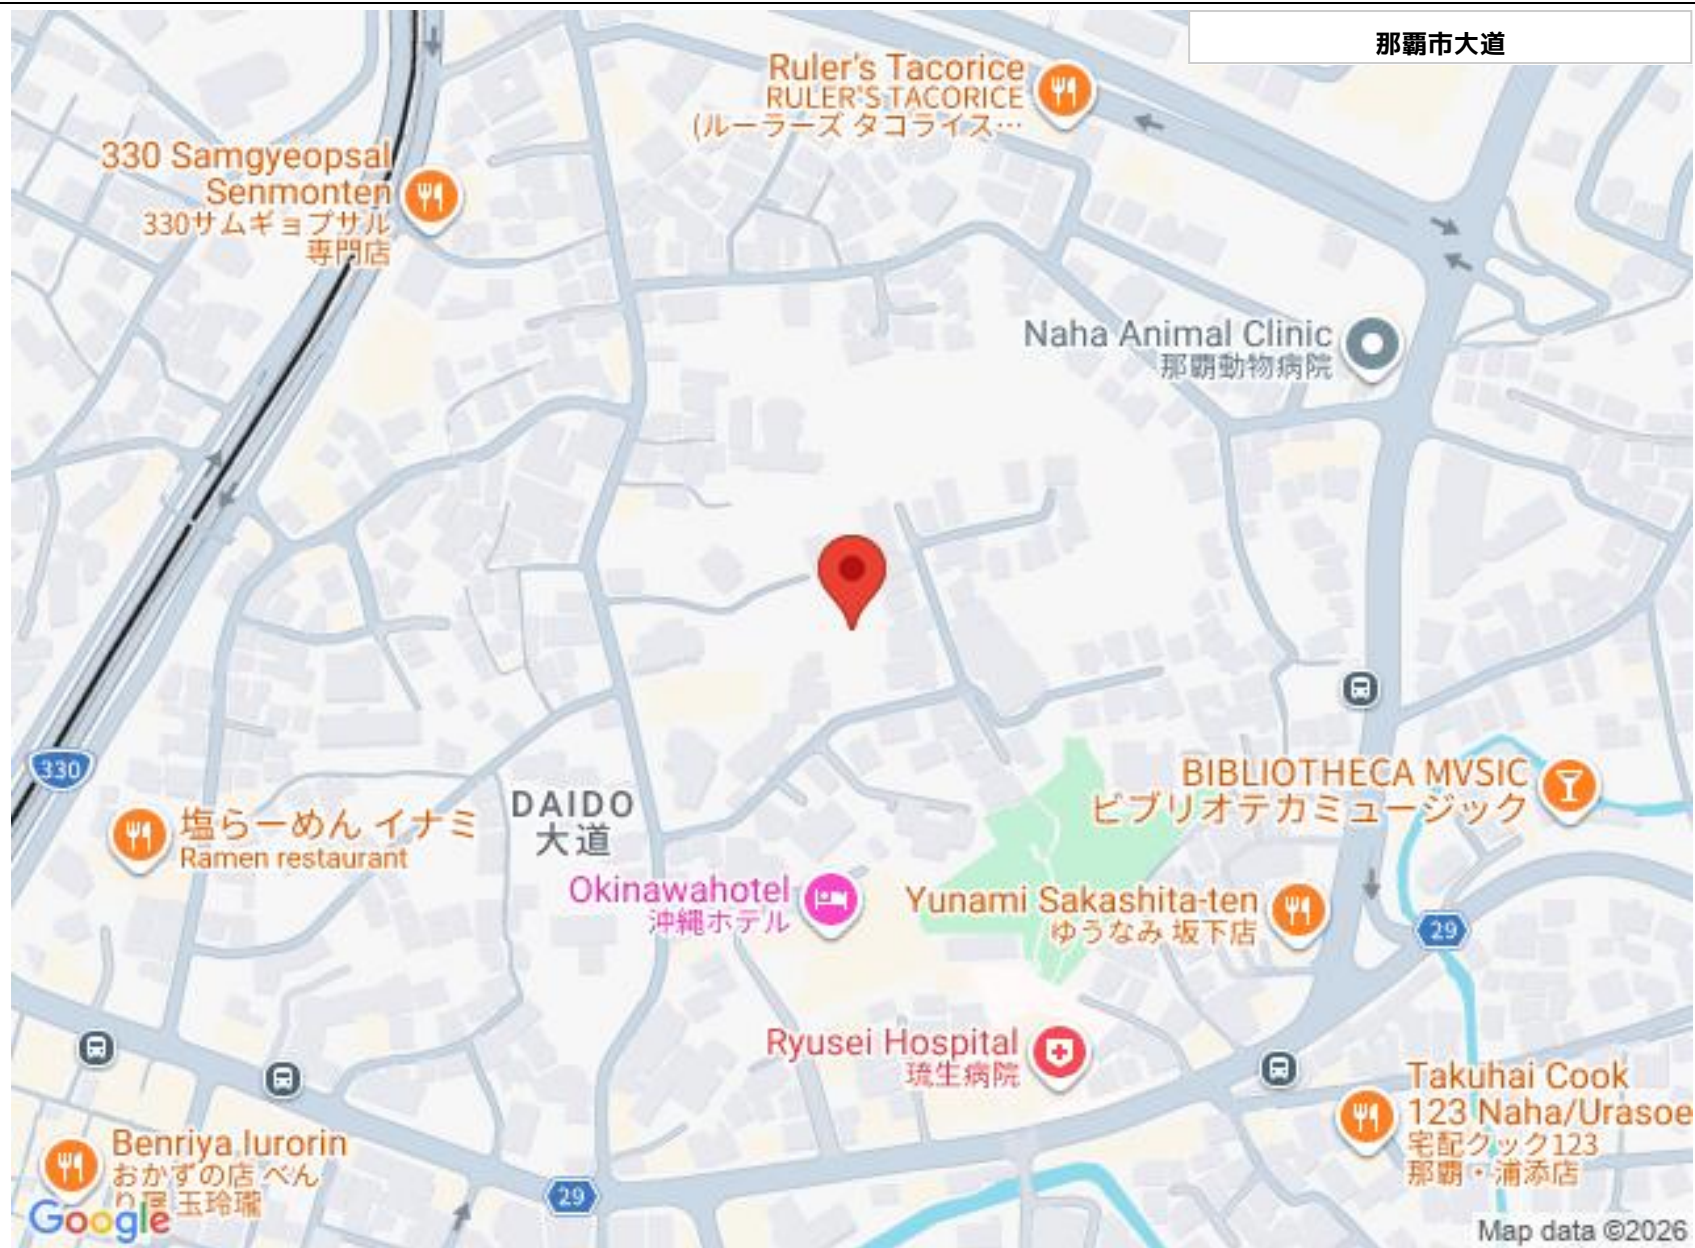 那覇市大道
Ruler's Tacorice
RULER'S TACORICE
(ルーラーズ タコライス…
330 Samgyeopsal
Senmonten
330サムギョプサル
専門店
Naha Animal Clinic
那覇動物病院
330
塩らーめん イナミ
Ramen restaurant
DAIDO
大道
BIBLIOTHECA MVSIC
ビブリオテカミュージック
Okinawahotel
沖縄ホテル
Yunami Sakashita-ten
ゆうなみ 坂下店
29
Ryusei Hospital
琉生病院
Takuhai Cook
123 Naha/Urasoe
宅配クック123
那覇・浦添店
Benriya Iurorin
おかずの店 べん
り屋 玉玲瓏
29
Google
Map data ©2026